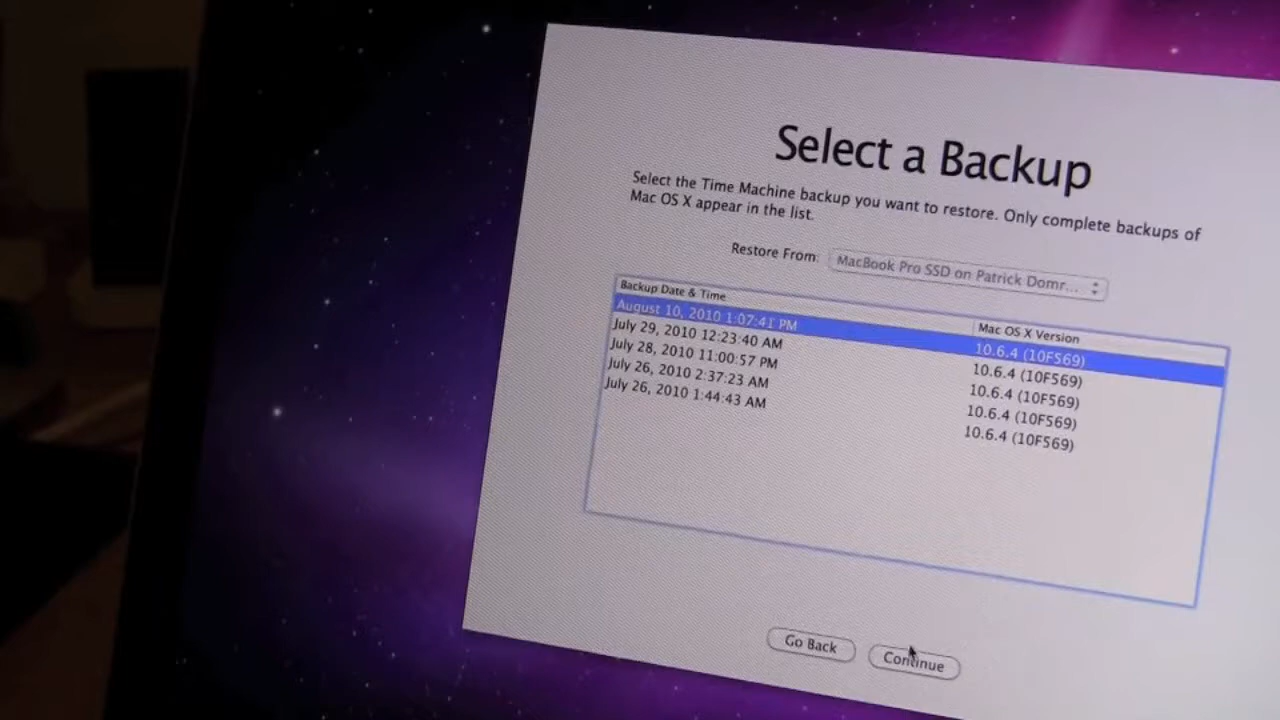 Select a Backup
Select the Time Machine backup you want to restore. Only complete backups of
Mac OS X appear in the list.
Restore From: MacBook Pro SSD on Patrick Domr...
Backup Date & Time Mac OS X Version
August 10, 2010 1:07:41 PM 10.6.4 (10F569)
July 29, 2010 12:23:40 AM 10.6.4 (10F569)
July 28, 2010 11:00:57 PM 10.6.4 (10F569)
July 26, 2010 2:37:23 AM 10.6.4 (10F569)
July 26, 2010 1:44:43 AM 10.6.4 (10F569)
Go Back Continue